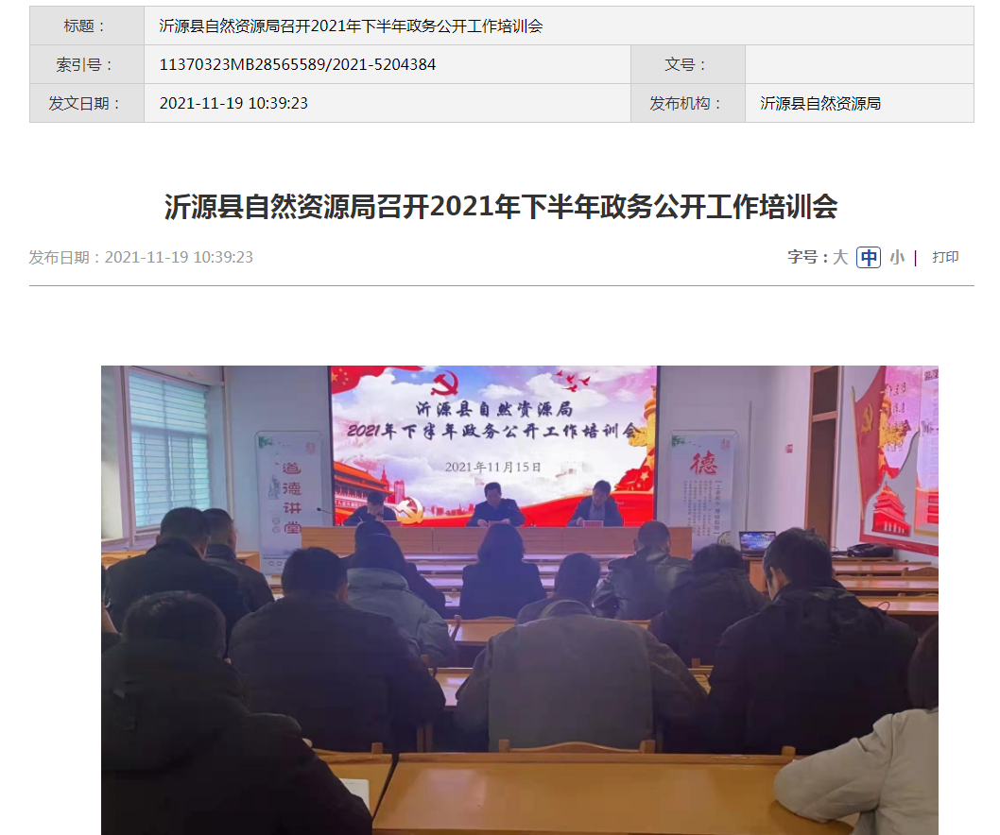 标题：
沂源县自然资源局召开2021年下半年政务公开工作培训会
索引号：
11370323MB28565589/2021-5204384
文号：
发文日期：
2021-11-19 10:39:23
发布机构：
沂源县自然资源局
沂源县自然资源局召开2021年下半年政务公开工作培训会
发布日期：2021-11-19 10:39:23
字号：大 中 小 | 打印
沂源县自然资源局
2021年下半年政务公开工作培训会
2021年11月15日
道德讲堂
德